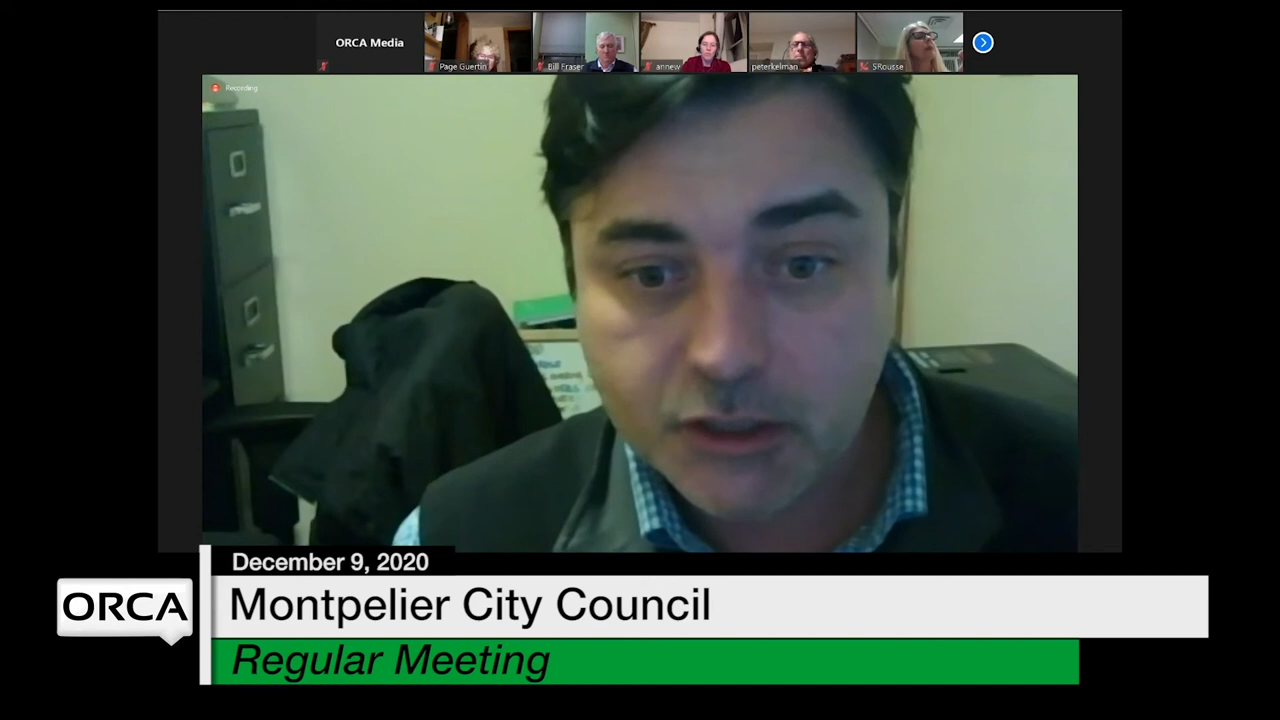 ORCA Media
Page Guertin
Bill Fraser
annew
peterkelman
SRousse
Recording
December 9, 2020
ORCA
Montpelier City Council
Regular Meeting